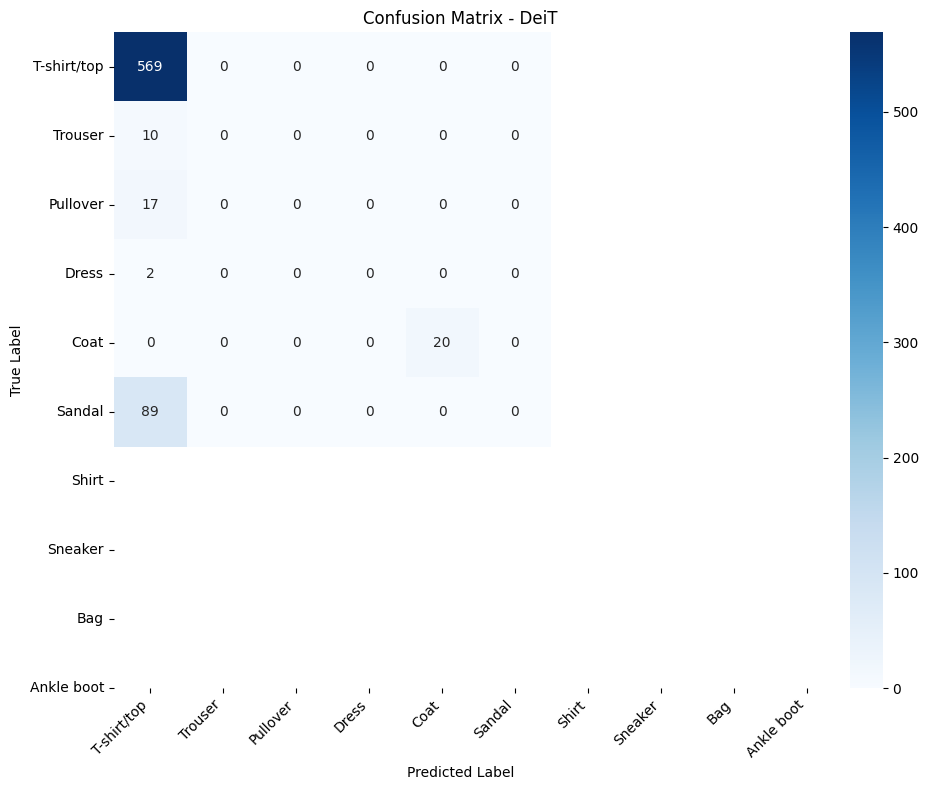 Confusion Matrix - DeiT
True Label
T-shirt/top 569 0 0 0 0 0
Trouser 10 0 0 0 0 0
Pullover 17 0 0 0 0 0
Dress 2 0 0 0 0 0
Coat 0 0 0 0 20 0
Sandal 89 0 0 0 0 0
Shirt
Sneaker
Bag
Ankle boot
T-shirt/top Trouser Pullover Dress Coat Sandal Shirt Sneaker Bag Ankle boot
Predicted Label
500
400
300
200
100
0